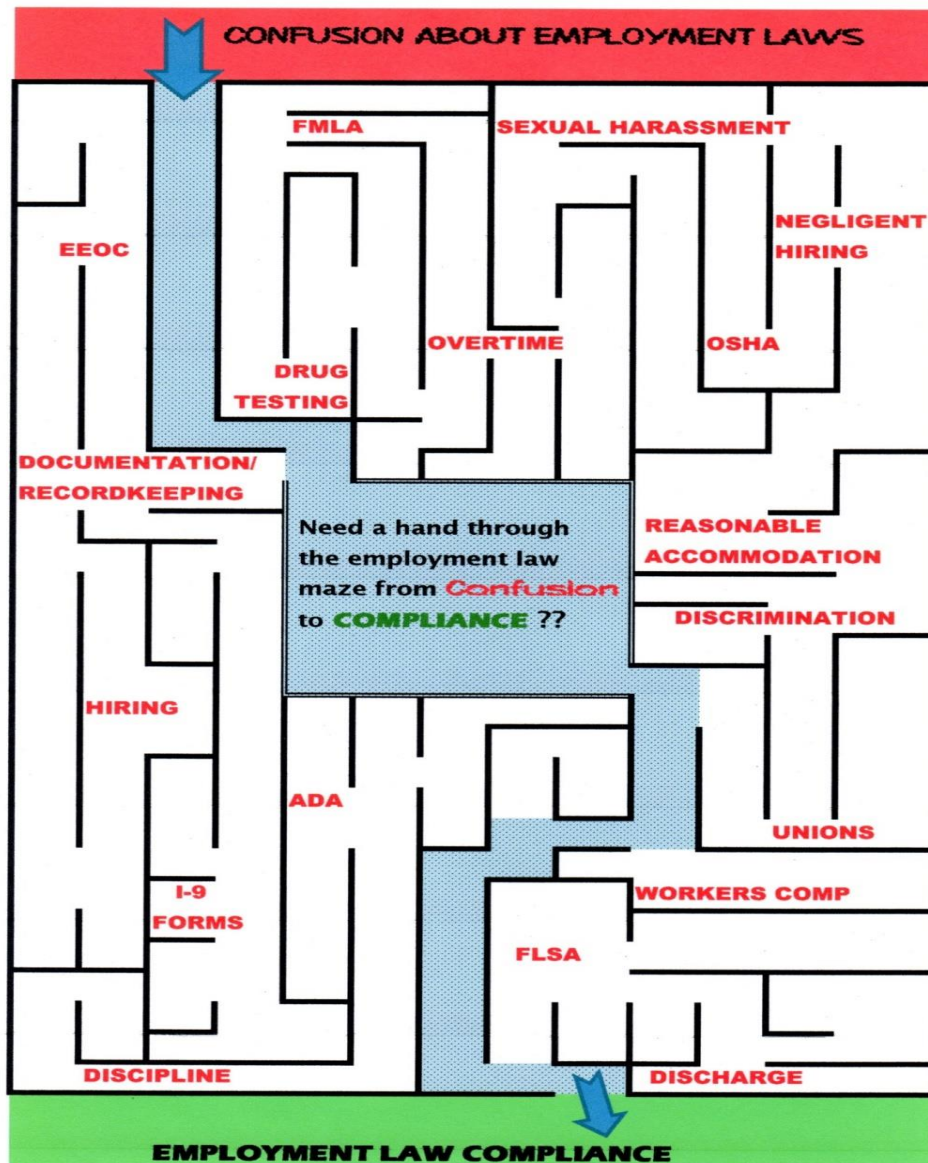 CONFUSION ABOUT EMPLOYMENT LAWS
FMLA
SEXUAL HARASSMENT
NEGLIGENT
HIRING
EEOC
OVERTIME
OSHA
DRUG
TESTING
DOCUMENTATION/
RECORDKEEPING
Need a hand through
the employment law
maze from Confusion
to COMPLIANCE ??
REASONABLE
ACCOMMODATION
DISCRIMINATION
HIRING
ADA
UNIONS
I-9
FORMS
WORKERS COMP
FLSA
DISCIPLINE
DISCHARGE
EMPLOYMENT LAW COMPLIANCE